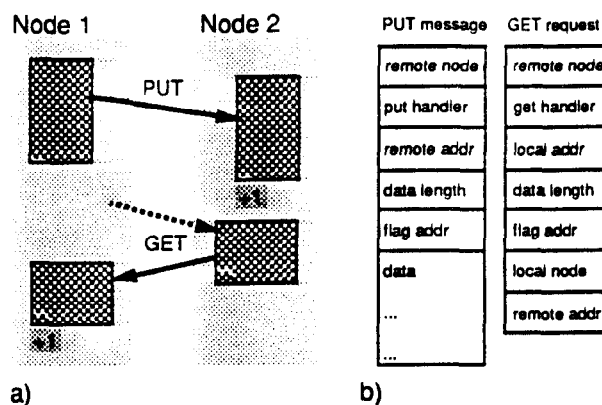 Node 1
Node 2
PUT
+1
GET
+1
a)
PUT message
remote node
put handler
remote addr
data length
flag addr
data
...
...
GET request
remote node
get handler
local addr
data length
flag addr
local node
remote addr
b)